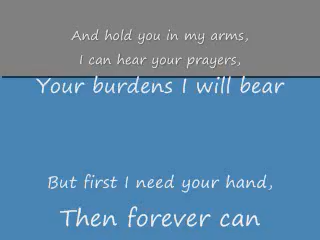 And hold you in my arms,
I can hear your prayers,
Your burdens I will bear
But first I need your hand,
Then forever can